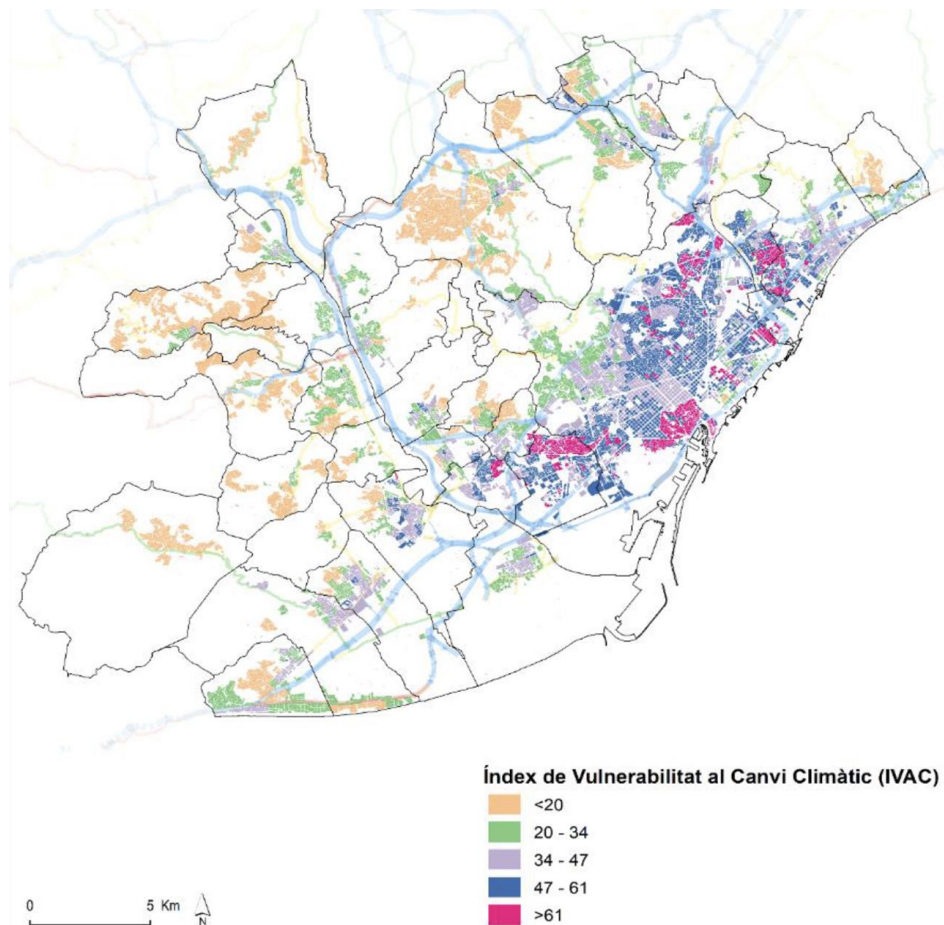 Índex de Vulnerabilitat al Canvi Climàtic (IVAC)
<20
20 - 34
34 - 47
47 - 61
>61
0 5 Km
N